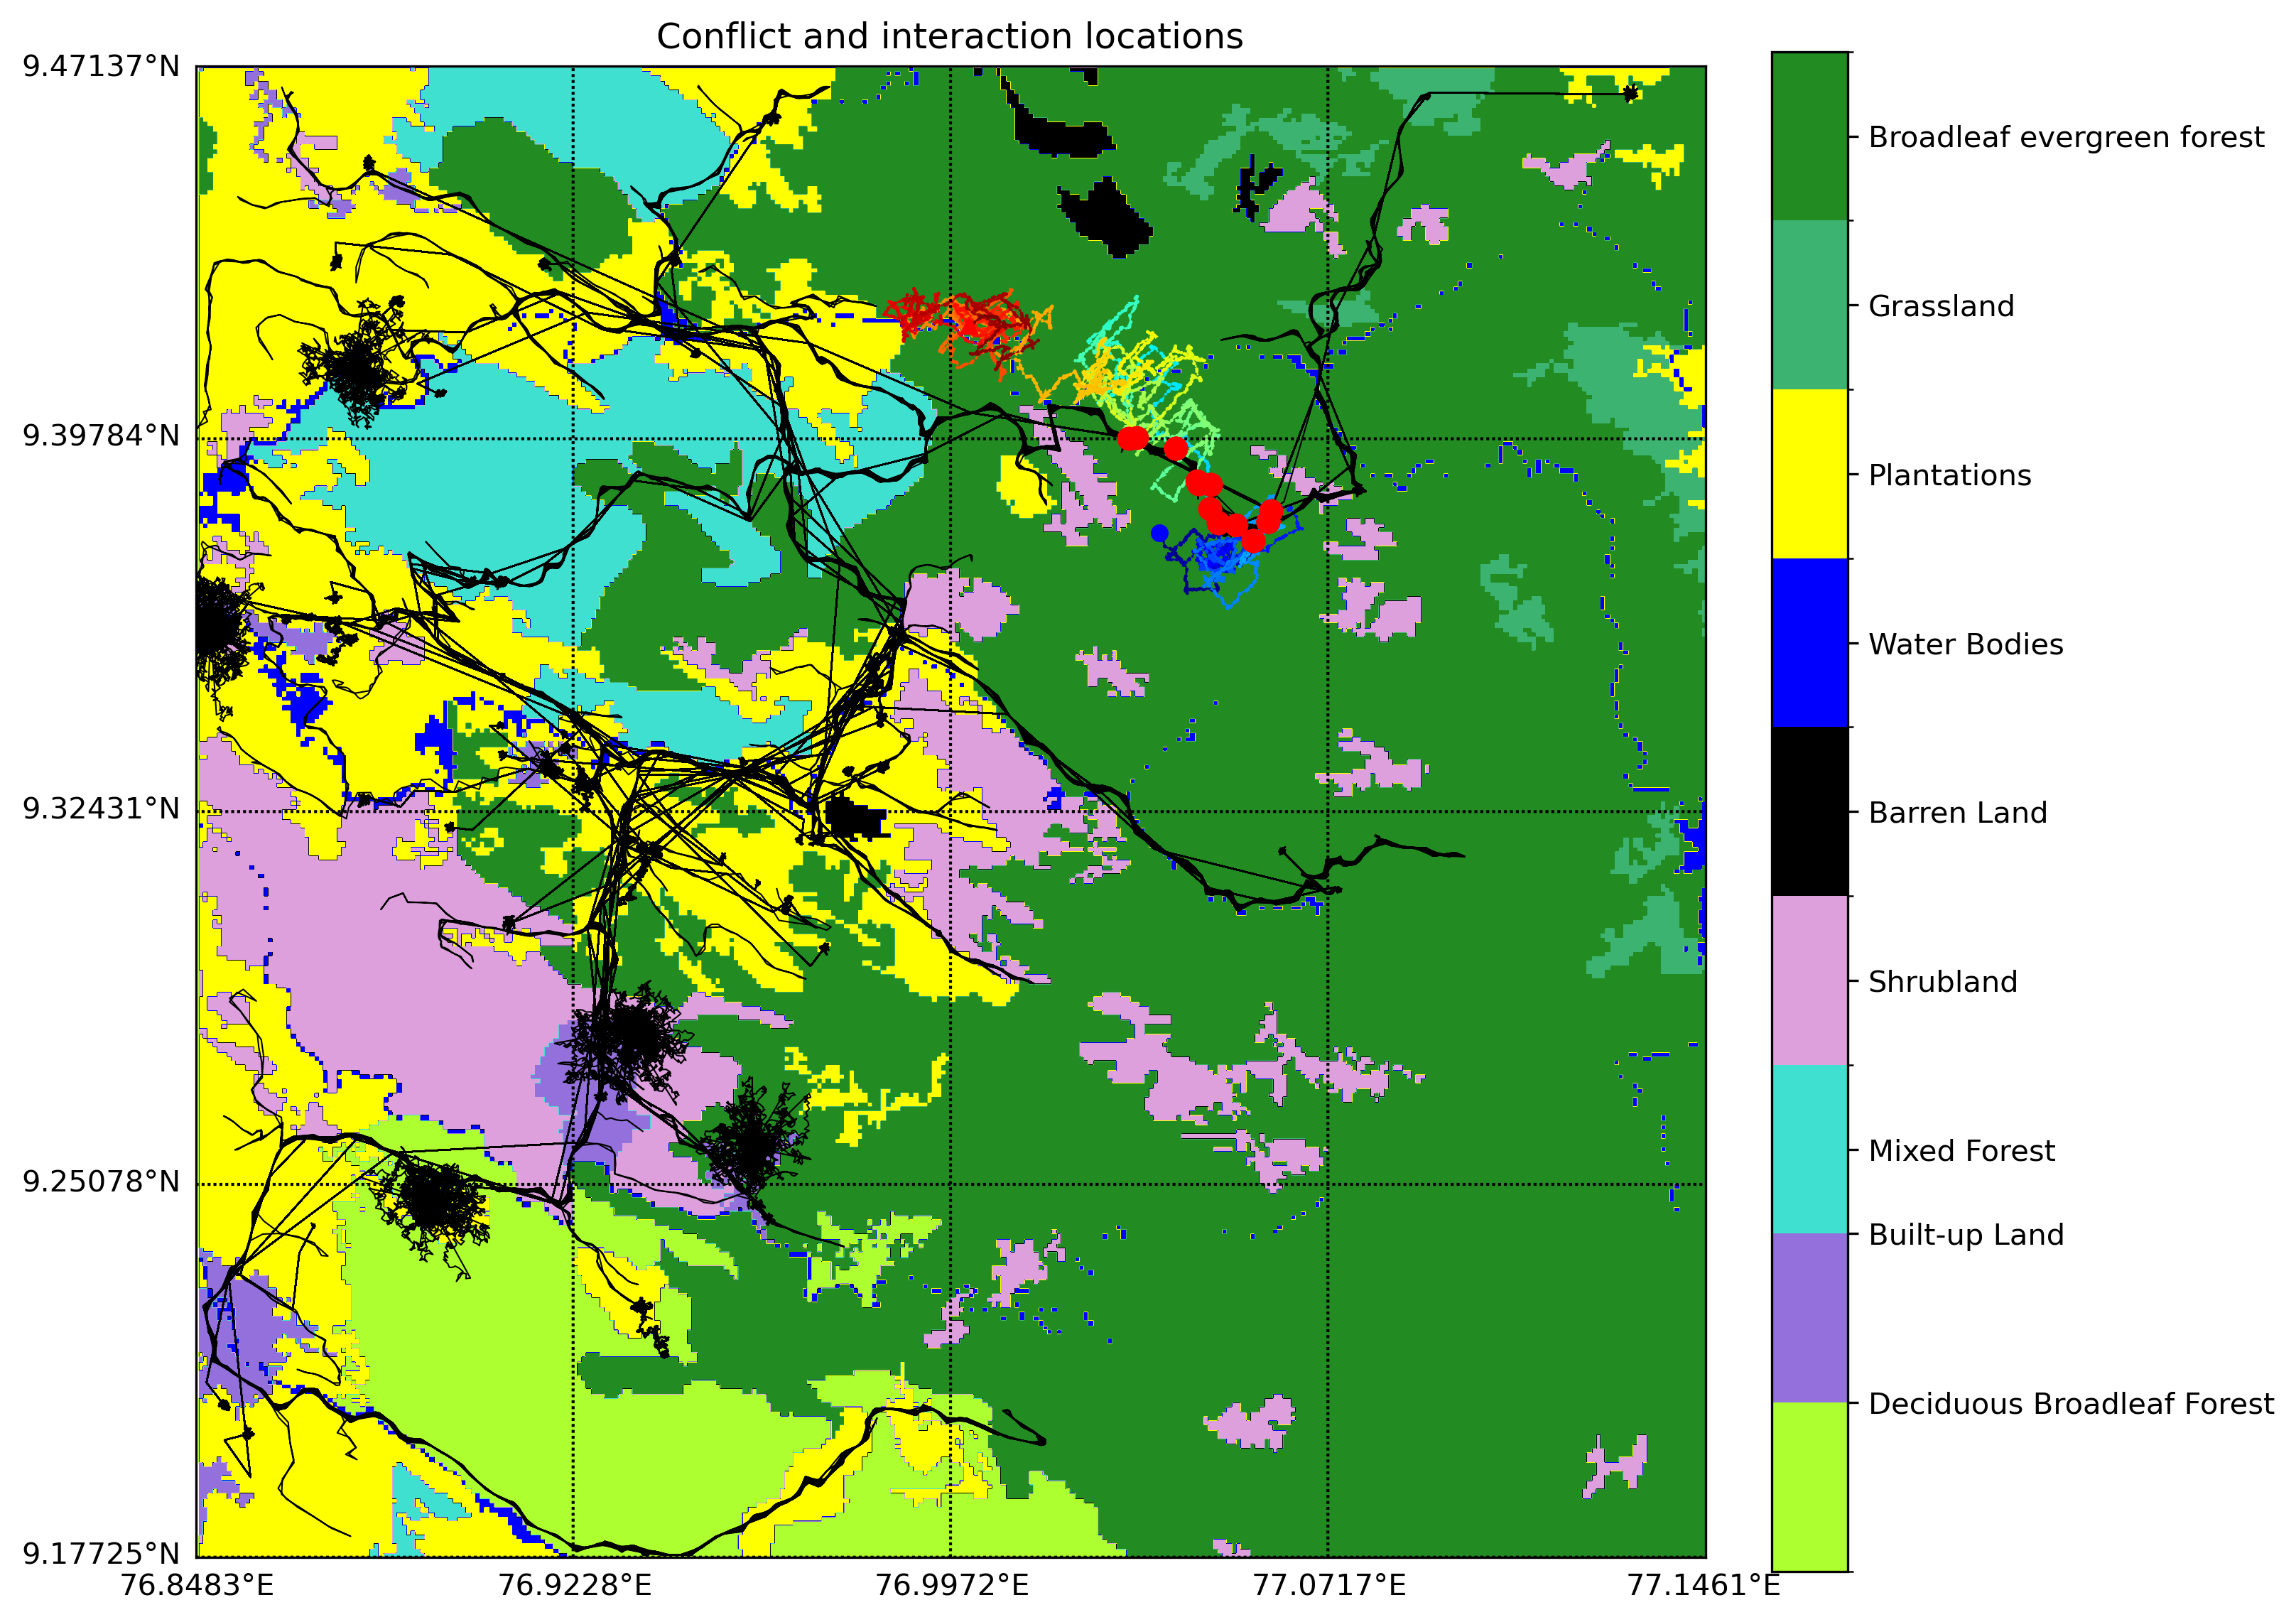 Conflict and interaction locations
9.47137°N
9.39784°N
9.32431°N
9.25078°N
9.17725°N
76.8483°E
76.9228°E
76.9972°E
77.0717°E
77.1461°E
Broadleaf evergreen forest
Grassland
Plantations
Water Bodies
Barren Land
Shrubland
Mixed Forest
Built-up Land
Deciduous Broadleaf Forest